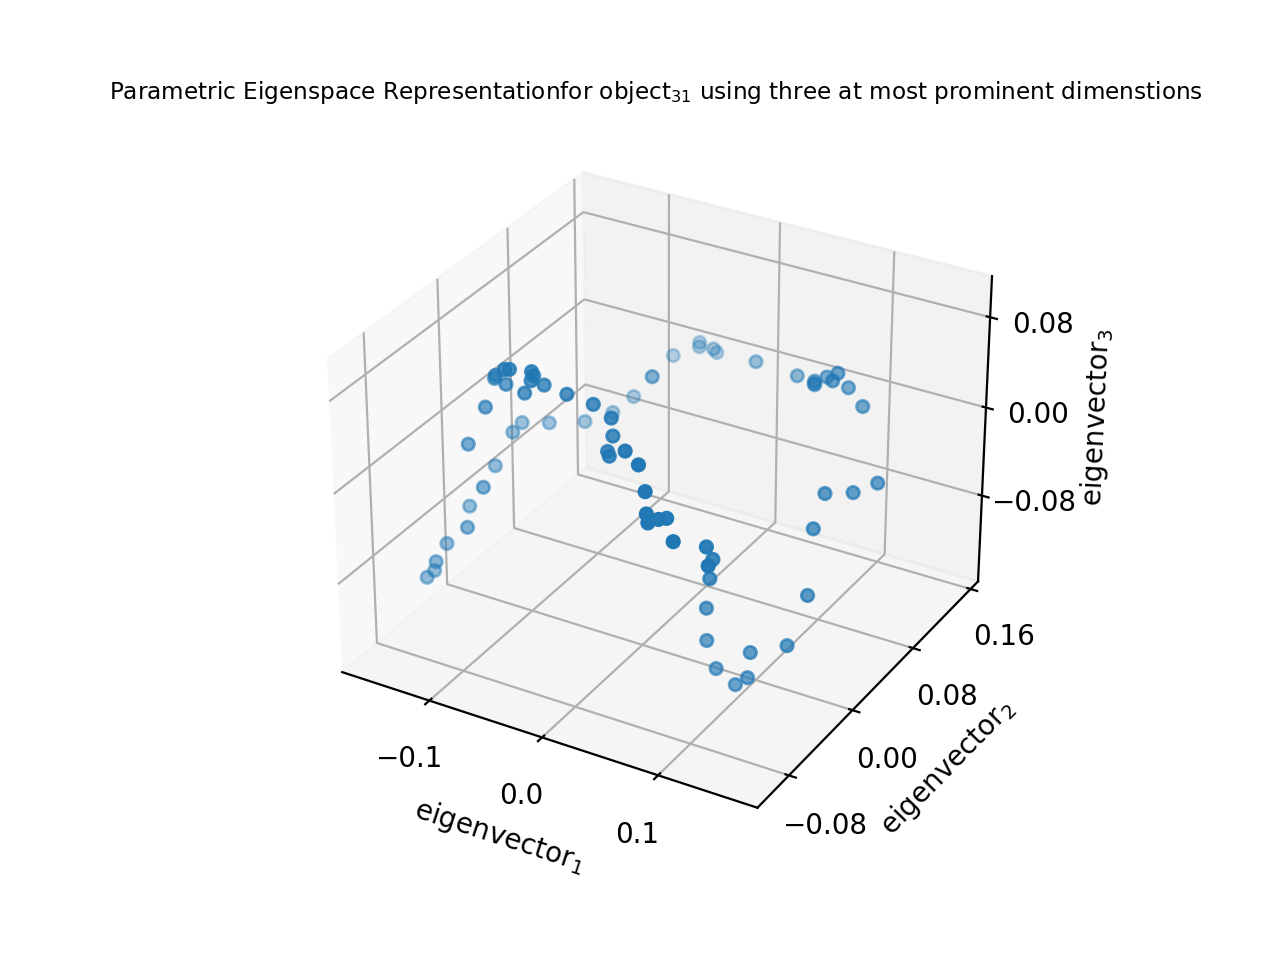 Parametric Eigenspace Representationfor object₃₁ using three at most prominent dimenstions
0.08
0.00
−0.08
eigenvector₃
0.16
0.08
0.00
−0.08
eigenvector₂
−0.1
0.0
0.1
eigenvector₁